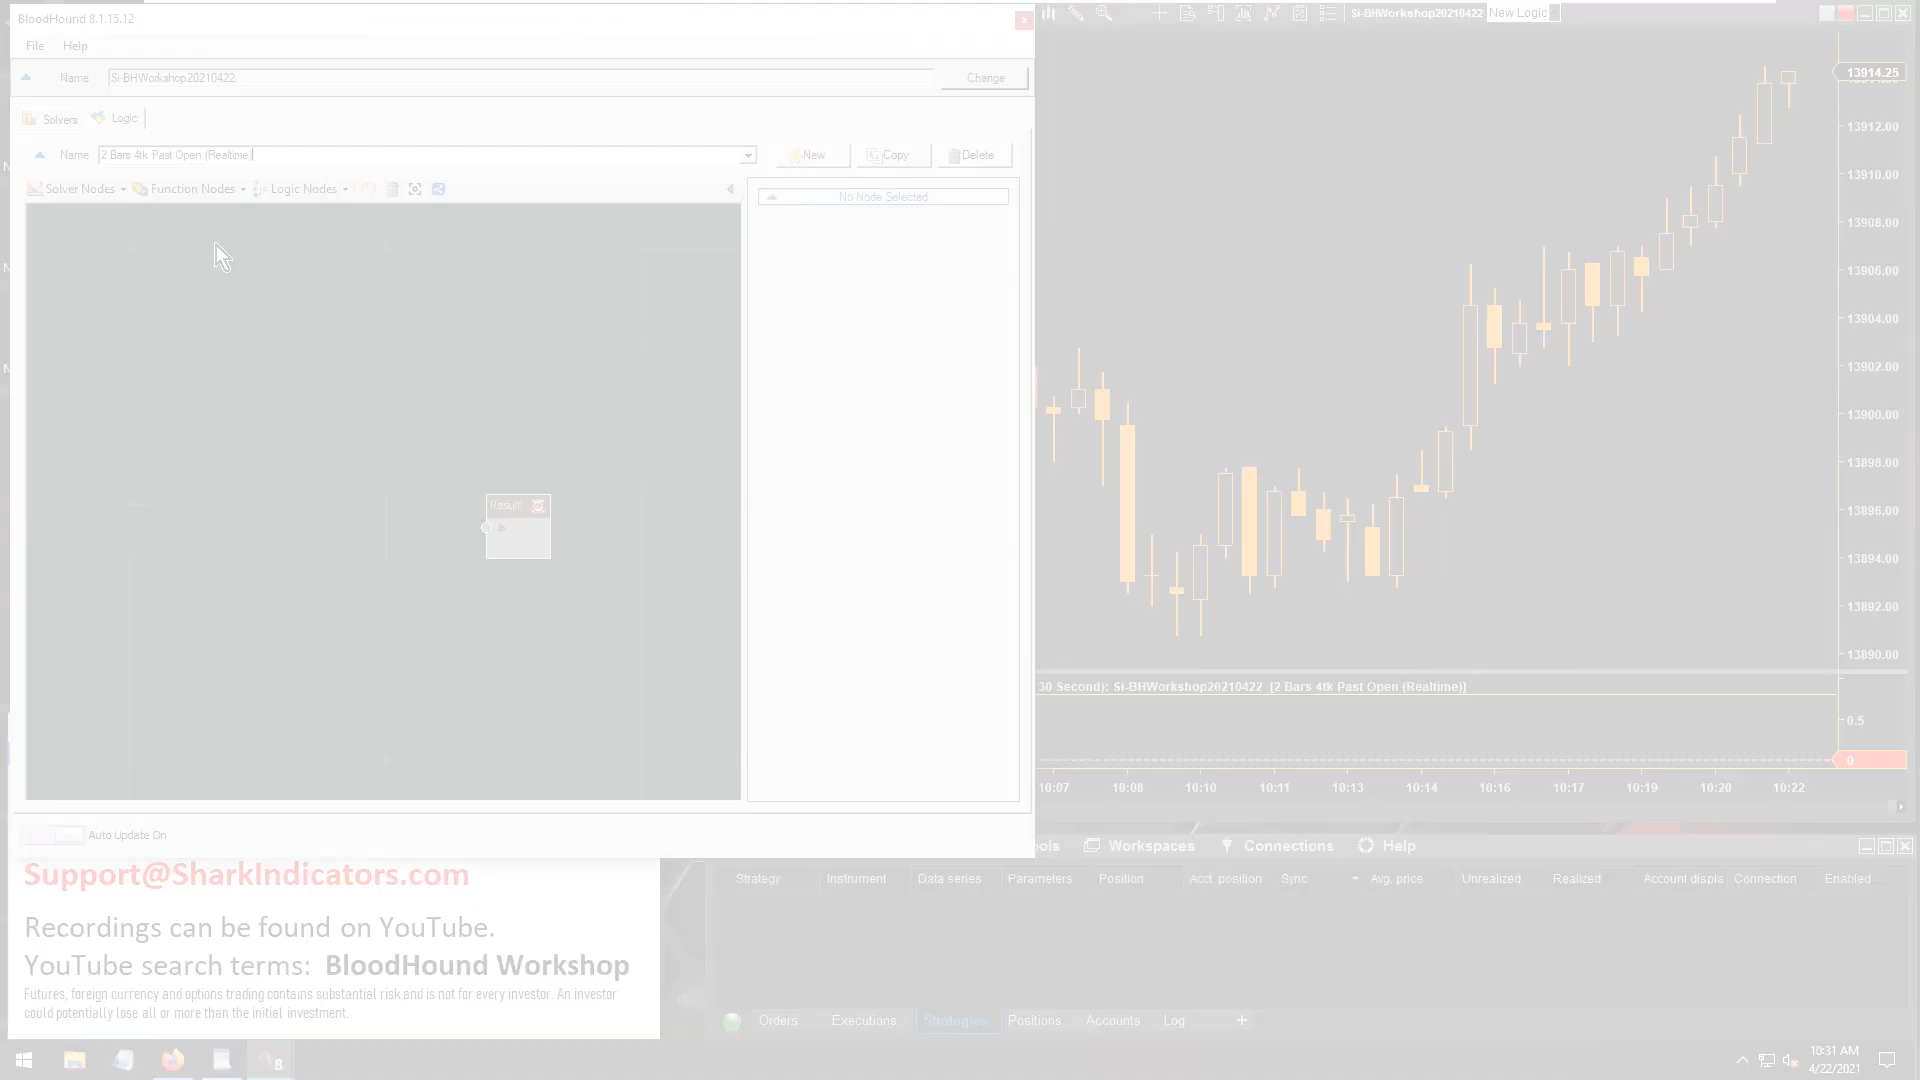 BloodHound 8.1.15.12
File Help
Name Si-BHWorkshop20210422 Change
Solvers Logic
Name 2 Bars 4tk Past Open (Realtime) New Copy Delete
Solver Nodes Function Nodes Logic Nodes
No Node Selected
Result
In
Auto Update On
Si-BHWorkshop20210422 New Logic
13914.25
13912.00
13910.00
13908.00
13906.00
13904.00
13902.00
13900.00
13898.00
13896.00
13894.00
13892.00
13890.00
30 Second): Si-BHWorkshop20210422 [2 Bars 4tk Past Open (Realtime)]
0.5
0
10:07 10:08 10:10 10:11 10:13 10:14 10:16 10:17 10:19 10:20 10:22
ols Workspaces Connections Help
Strategy Instrument Data series Parameters Position Acct. position Sync Avg. price Unrealized Realized Account displa Connection Enabled
Orders Executions Strategies Positions Accounts Log +
Support@SharkIndicators.com
Recordings can be found on YouTube.
YouTube search terms: BloodHound Workshop
Futures, foreign currency and options trading contains substantial risk and is not for every investor. An investor
could potentially lose all or more than the initial investment.
10:31 AM
4/22/2021